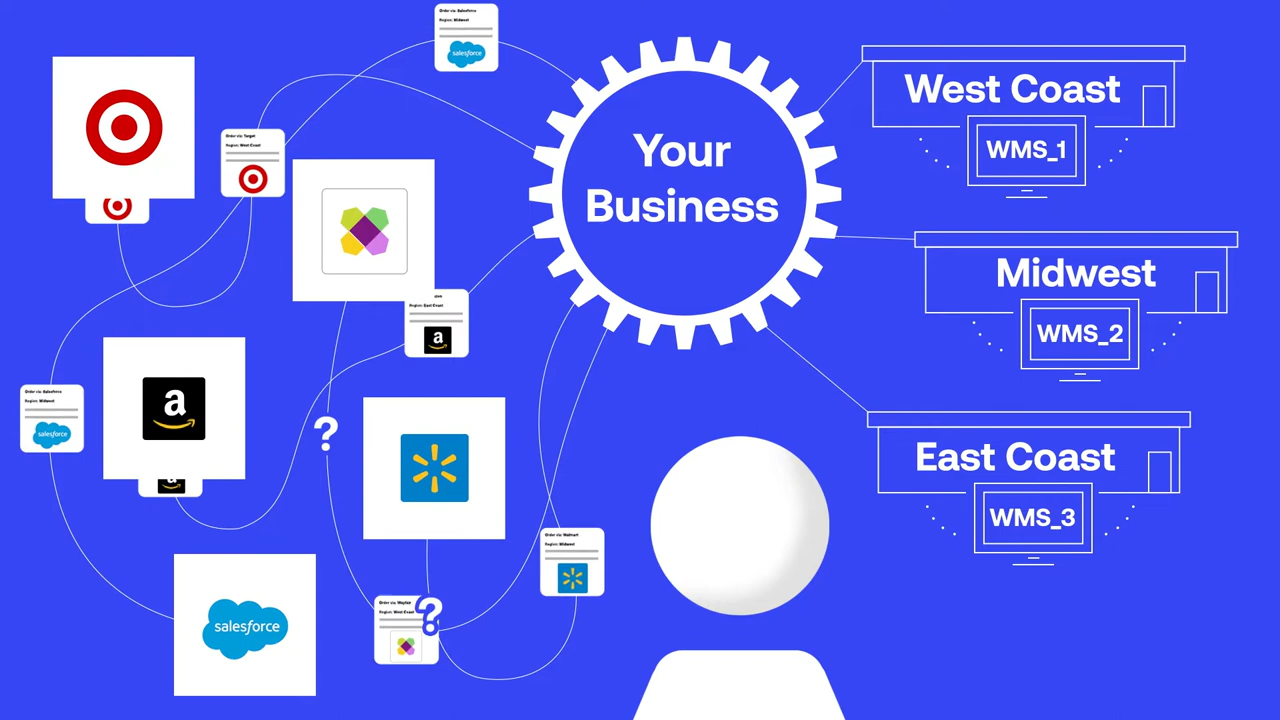 Order via: Salesforce
Region: Midwest
salesforce
Order via: Target
Region: West Coast
Your
Business
West Coast
WMS_1
Midwest
WMS_2
East Coast
WMS_3
Region: East Coast
a
a
a
Order via: Salesforce
Region: Midwest
salesforce
?
Order via: Walmart
Region: Midwest
Order via: Wayfair
Region: West Coast
?
salesforce